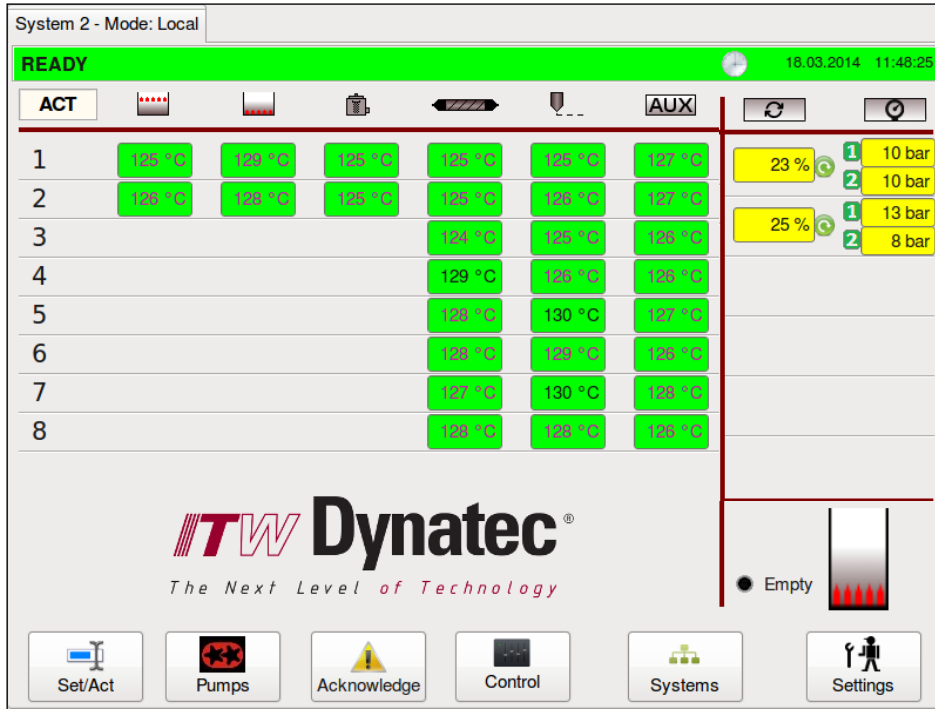 System 2 - Mode: Local
READY 18.03.2014 11:48:25
ACT AUX
1 125 °C 129 °C 125 °C 125 °C 125 °C 127 °C 23 % 1 10 bar
2 10 bar
2 126 °C 128 °C 125 °C 125 °C 126 °C 127 °C 25 % 1 13 bar
2 8 bar
3 124 °C 125 °C 126 °C
4 129 °C 126 °C 126 °C
5 128 °C 130 °C 127 °C
6 128 °C 129 °C 126 °C
7 127 °C 130 °C 128 °C
8 128 °C 128 °C 126 °C
ITW Dynatec®
The Next Level of Technology
Empty
Set/Act Pumps Acknowledge Control Systems Settings